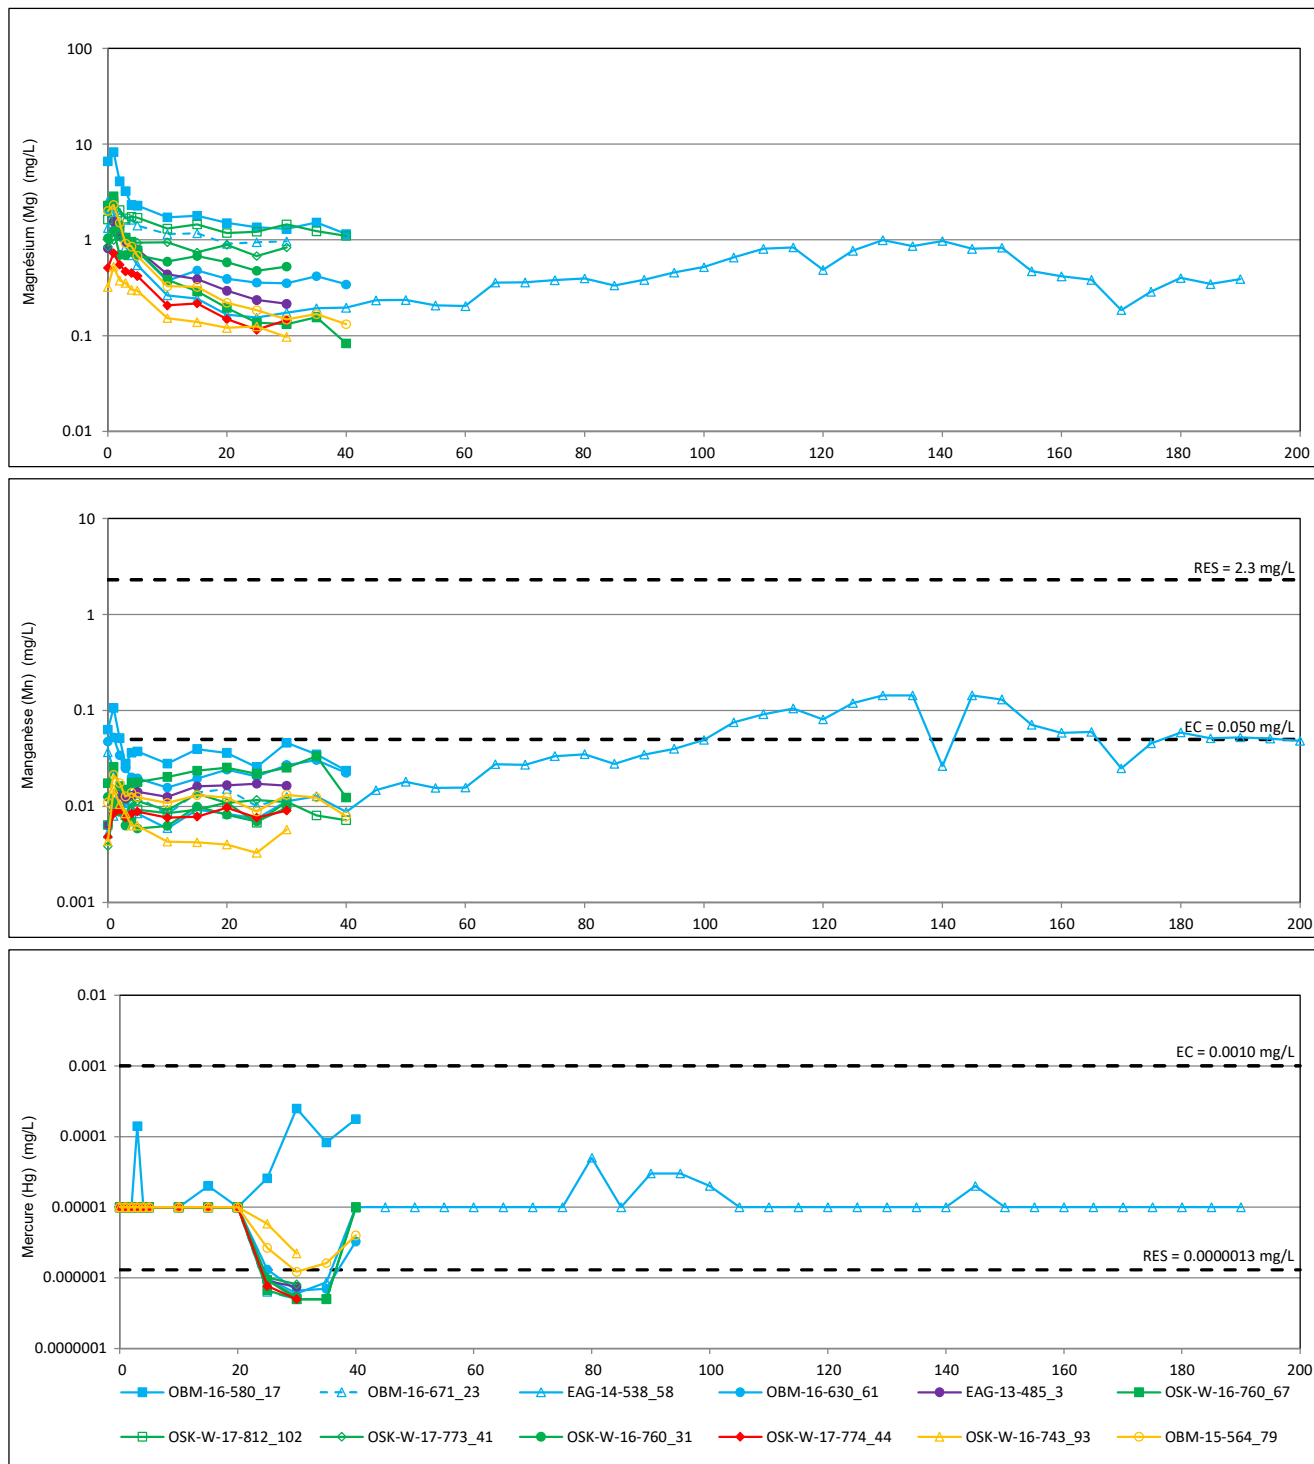 Magnésium (Mg) (mg/L)
100
10
1
0.1
0.01
0 20 40 60 80 100 120 140 160 180 200
Manganèsse (Mn) (mg/L)
10
RES = 2.3 mg/L
1
0.1
EC = 0.050 mg/L
0.01
0.001
0 20 40 60 80 100 120 140 160 180 200
Mercure (Hg) (mg/L)
0.01
EC = 0.0010 mg/L
0.001
0.0001
0.00001
RES = 0.0000013 mg/L
0.000001
0.0000001
0 20 40 60 80 100 120 140 160 180 200
OBM-16-580_17 OBM-16-671_23 EAG-14-538_58 OBM-16-630_61 EAG-13-485_3 OSK-W-16-760_67
OSK-W-17-812_102 OSK-W-17-773_41 OSK-W-16-760_31 OSK-W-17-774_44 OSK-W-16-743_93 OBM-15-564_79